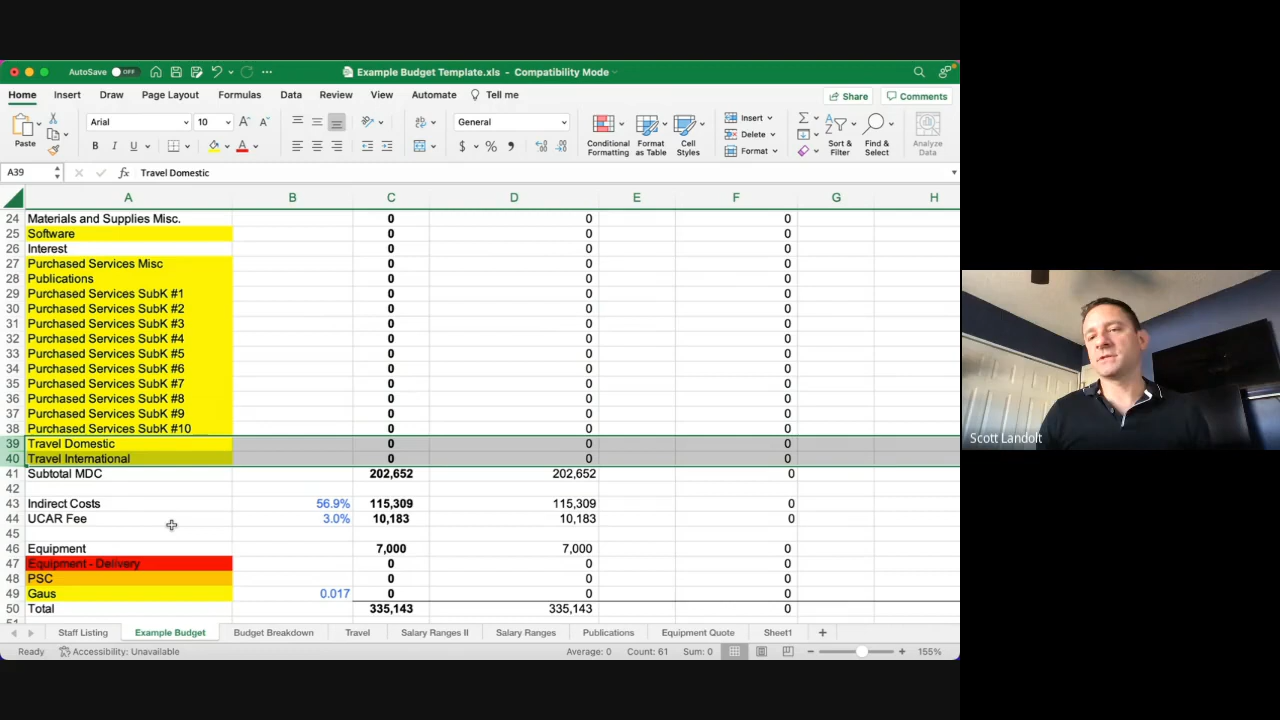 AutoSave OFF Example Budget Template.xls - Compatibility Mode
Home Insert Draw Page Layout Formulas Data Review View Automate Tell me Share Comments
Paste Arial 10 General Conditional Formatting Format as Table Cell Styles Insert Delete Format Sort & Filter Find & Select Analyze Data
B I U A $ % ,
A39 fx Travel Domestic
A B C D E F G H
24 Materials and Supplies Misc. 0 0 0
25 Software 0 0 0
26 Interest 0 0 0
27 Purchased Services Misc 0 0 0
28 Publications 0 0 0
29 Purchased Services SubK #1 0 0 0
30 Purchased Services SubK #2 0 0 0
31 Purchased Services SubK #3 0 0 0
32 Purchased Services SubK #4 0 0 0
33 Purchased Services SubK #5 0 0 0
34 Purchased Services SubK #6 0 0 0
35 Purchased Services SubK #7 0 0 0
36 Purchased Services SubK #8 0 0 0
37 Purchased Services SubK #9 0 0 0
38 Purchased Services SubK #10 0 0 0
39 Travel Domestic 0 0 0
40 Travel International 0 0 0
41 Subtotal MDC 202,652 202,652 0
42
43 Indirect Costs 56.9% 115,309 115,309 0
44 UCAR Fee 3.0% 10,183 10,183 0
45
46 Equipment 7,000 7,000 0
47 Equipment - Delivery 0 0 0
48 PSC 0 0 0
49 Gaus 0.017 0 0 0
50 Total 335,143 335,143 0
Staff Listing Example Budget Budget Breakdown Travel Salary Ranges II Salary Ranges Publications Equipment Quote Sheet1 +
Ready Accessibility: Unavailable Average: 0 Count: 61 Sum: 0 155%
Scott Landolt